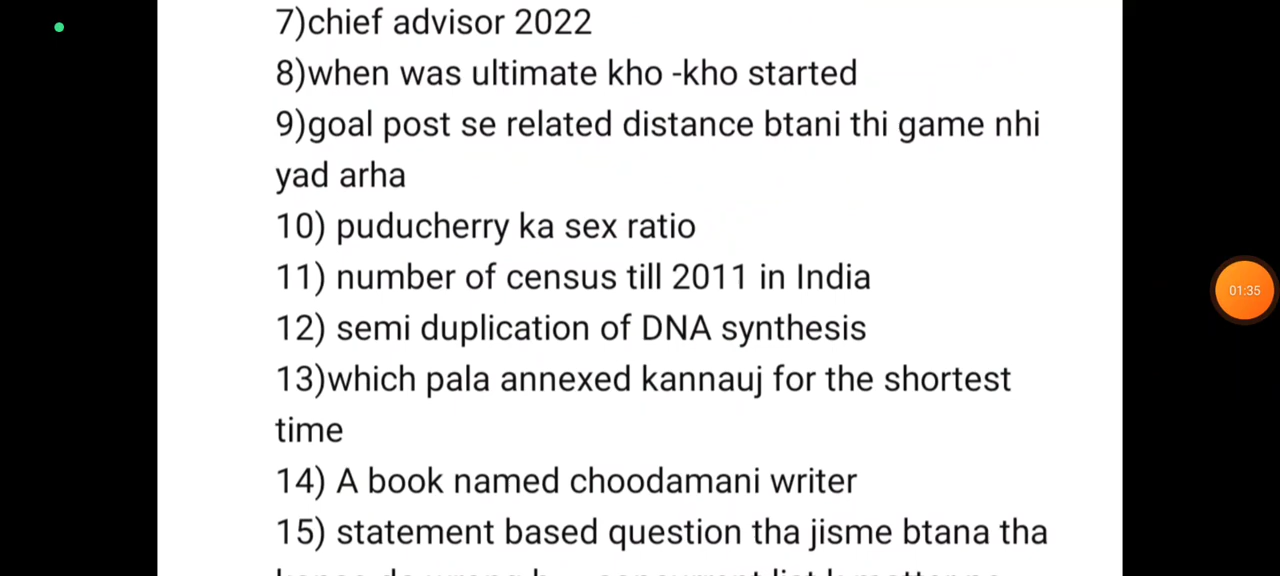 7)chief advisor 2022
8)when was ultimate kho -kho started
9)goal post se related distance btani thi game nhi
yad arha
10) puducherry ka sex ratio
11) number of census till 2011 in India
12) semi duplication of DNA synthesis
13)which pala annexed kannauj for the shortest
time
14) A book named choodamani writer
15) statement based question tha jisme btana tha
01:35